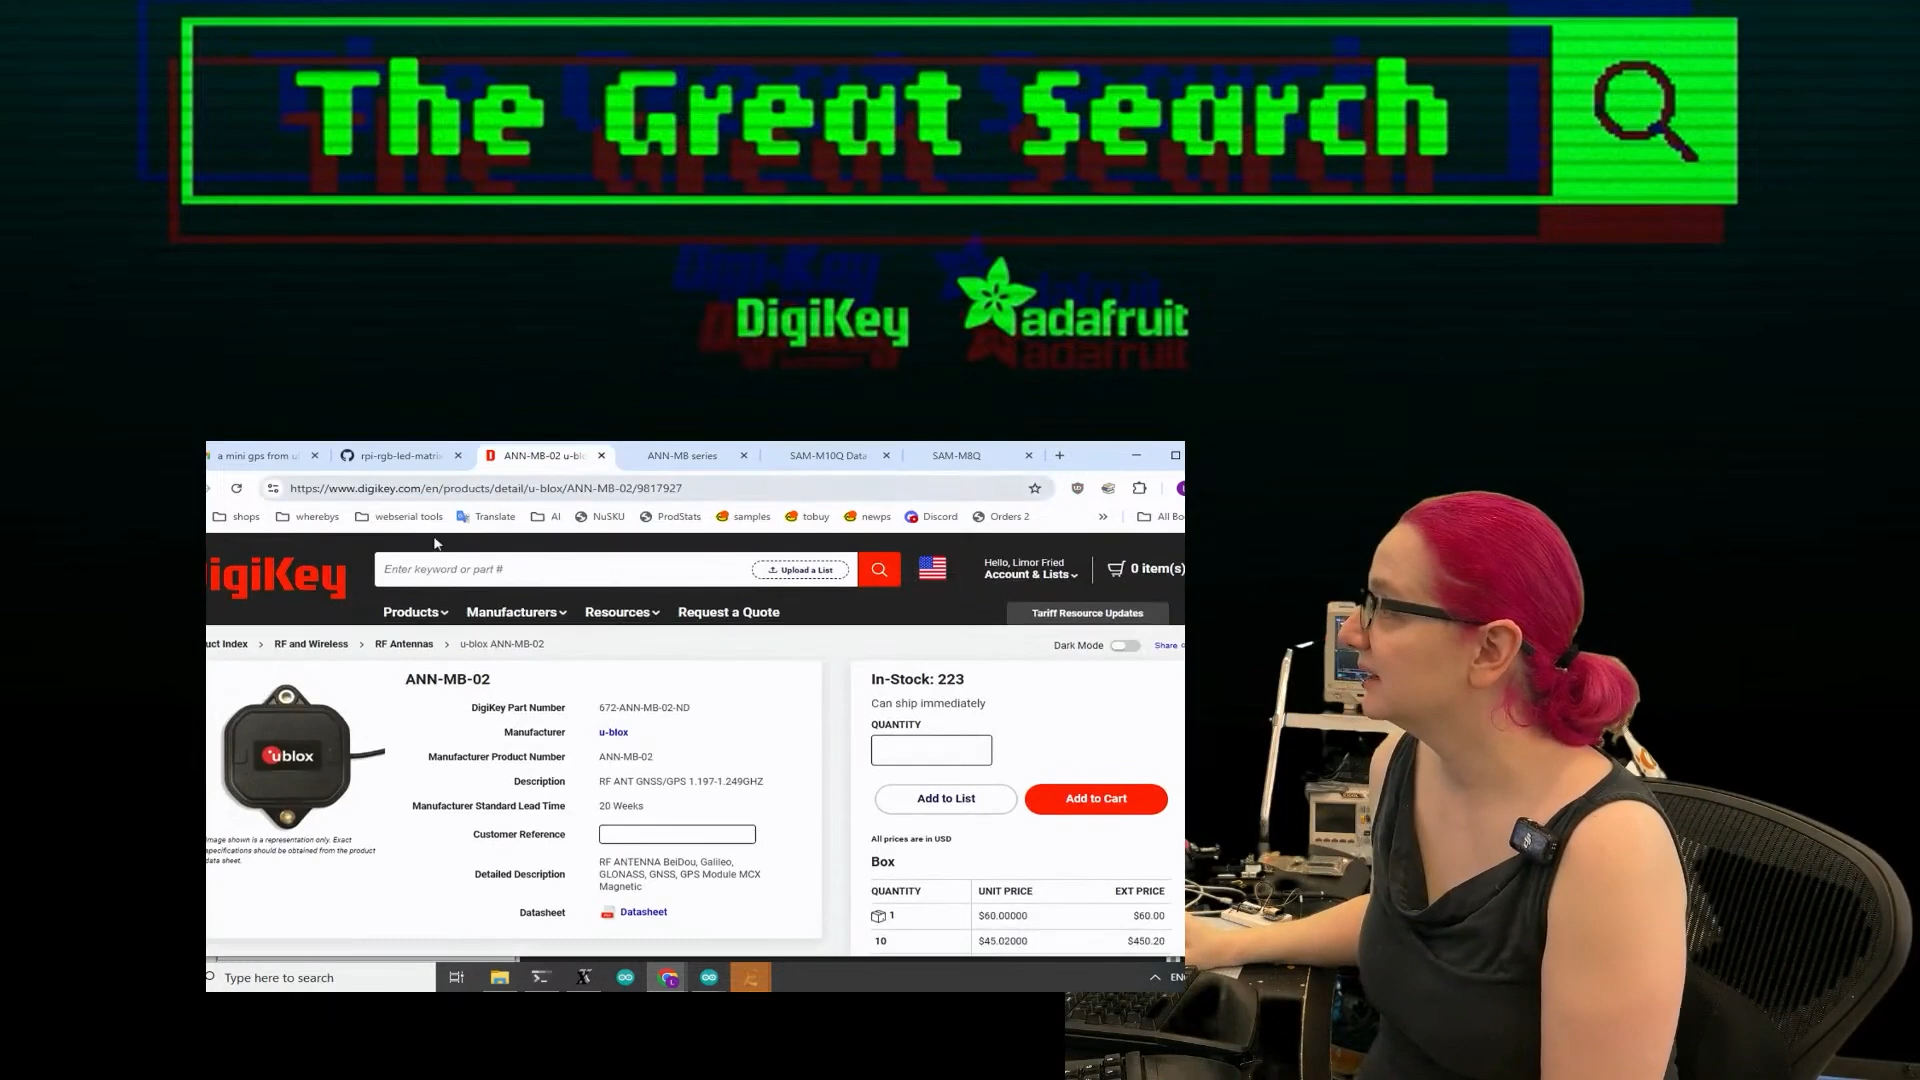 The Great Search
DigiKey adafruit
a mini gps from u
rpi-rgb-led-matri
ANN-MB-02 u-blo
ANN-MB series
SAM-M10Q Data
SAM-M8Q
https://www.digikey.com/en/products/detail/u-blox/ANN-MB-02/9817927
shops
wherebys
webserial tools
Translate
AI
NuSKU
ProdStats
samples
tobuy
newps
Discord
Orders 2
»
All Bo
igiKey
Enter keyword or part #
Upload a List
Hello, Limor Fried
Account & Lists
0 item(s)
Products
Manufacturers
Resources
Request a Quote
Tariff Resource Updates
uct Index > RF and Wireless > RF Antennas > u-blox ANN-MB-02
Dark Mode
Share
ublox
Image shown is a representation only. Exact
specifications should be obtained from the product
data sheet.
ANN-MB-02
DigiKey Part Number 672-ANN-MB-02-ND
Manufacturer u-blox
Manufacturer Product Number ANN-MB-02
Description RF ANT GNSS/GPS 1.197-1.249GHZ
Manufacturer Standard Lead Time 20 Weeks
Customer Reference
Detailed Description RF ANTENNA BeiDou, Galileo,
GLONASS, GNSS, GPS Module MCX
Magnetic
Datasheet Datasheet
In-Stock: 223
Can ship immediately
QUANTITY
Add to List
Add to Cart
All prices are in USD
Box
QUANTITY UNIT PRICE EXT PRICE
1 $60.00000 $60.00
10 $45.02000 $450.20
Type here to search
EN